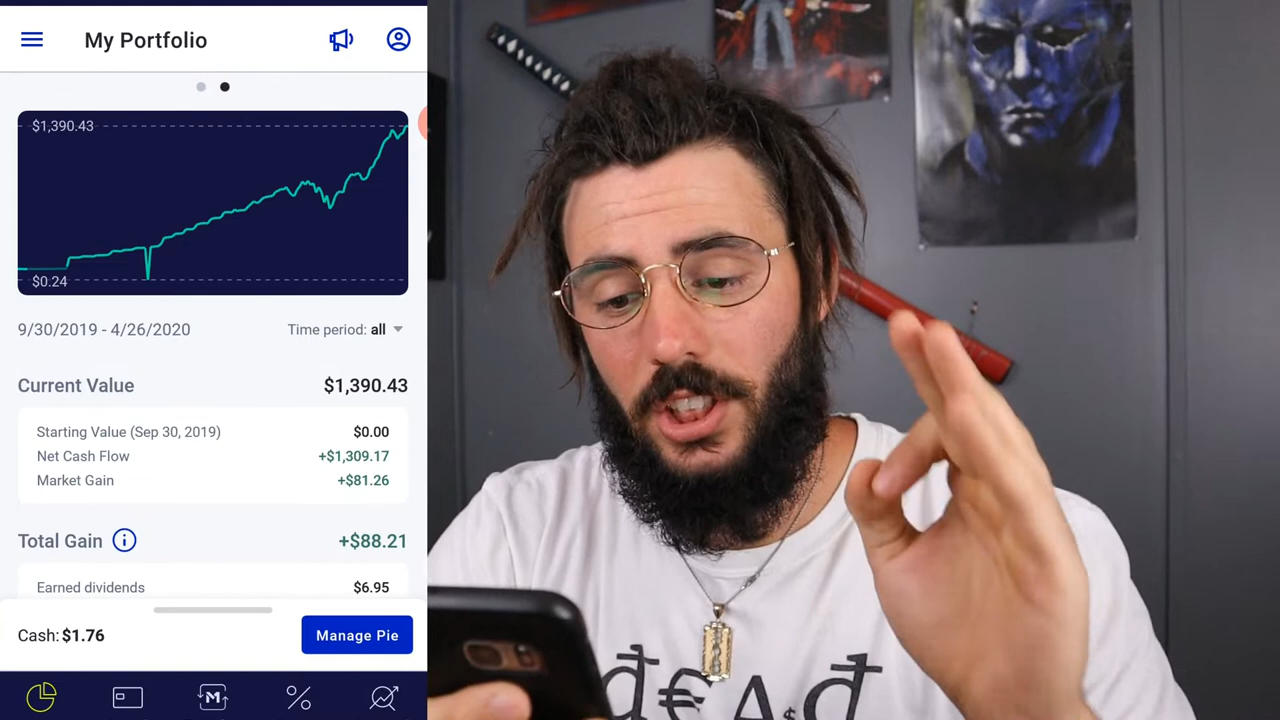 My Portfolio
$1,390.43
$0.24
9/30/2019 - 4/26/2020 Time period: all
Current Value $1,390.43
Starting Value (Sep 30, 2019) $0.00
Net Cash Flow +$1,309.17
Market Gain +$81.26
Total Gain +$88.21
Earned dividends $6.95
Cash: $1.76 Manage Pie
M